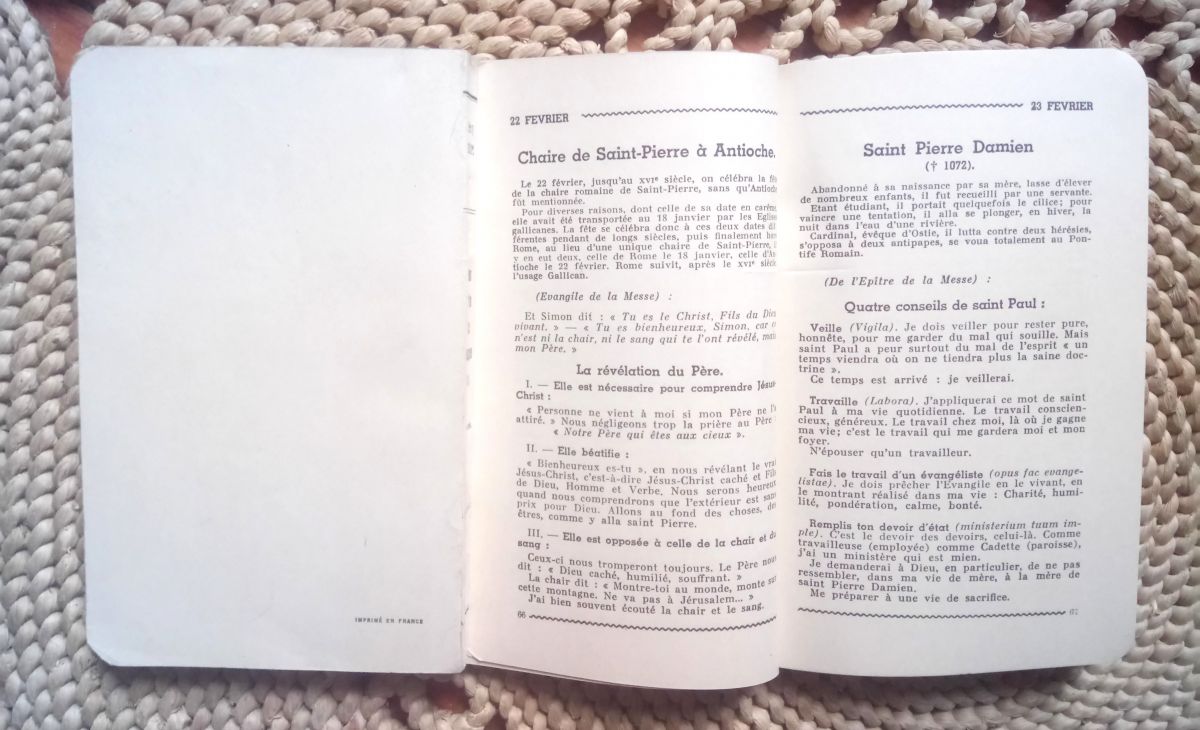 IMPRIMÉ EN FRANCE
22 FEVRIER
Chaire de Saint-Pierre à Antioche.
Le 22 février, jusqu'au XVIe siècle, on célébra la fête
de la chaire romaine de Saint-Pierre, sans qu'Antioche
fût mentionnée.
Pour diverses raisons, dont celle de sa date en carême,
elle avait été transportée au 18 janvier par les Eglises
gallicanes. La fête se célébra donc à ces deux dates dif-
férentes pendant de longs siècles, puis finalement
Rome, au lieu d'une unique chaire de Saint-Pierre, il
y en eut deux, celle de Rome le 18 janvier, celle d'An-
tioche le 22 février. Rome suivit, après le XVIe siècle
l'usage Gallican.
(Evangile de la Messe) :
Et Simon dit : « Tu es le Christ, Fils du Dieu
vivant. » — « Tu es bienheureux, Simon, car ce
n'est ni la chair, ni le sang qui te l'ont révélé, mais
mon Père. »
La révélation du Père.
I. — Elle est nécessaire pour comprendre Jésus-
Christ :
« Personne ne vient à moi si mon Père ne l'a
attiré. » Nous négligeons trop la prière au Père :
« Notre Père qui êtes aux cieux ».
II. — Elle béatifie :
« Bienheureux es-tu », en nous révélant le vrai
Jésus-Christ, c'est-à-dire Jésus-Christ caché et Fils
de Dieu, Homme et Verbe. Nous serons heureux
quand nous comprendrons que l'extérieur est sans
prix pour Dieu. Allons au fond des choses, des
êtres, comme y alla saint Pierre.
III. — Elle est opposée à celle de la chair et du
sang :
Ceux-ci nous tromperont toujours. Le Père nous
dit : « Dieu caché, humilié, souffrant. »
La chair dit : « Montre-toi au monde, monte sur
cette montagne. Ne va pas à Jérusalem... »
J'ai bien souvent écouté la chair et le sang.
66
23 FEVRIER
Saint Pierre Damien
(† 1072).
Abandonné à sa naissance par sa mère, lasse d'élever
de nombreux enfants, il fut recueilli par une servante.
Etant étudiant, il portait quelquefois le cilice; pour
vaincre une tentation, il alla se plonger, en hiver, la
nuit dans l'eau d'une rivière.
Cardinal, évêque d'Ostie, il lutta contre deux hérésies,
s'opposa à deux antipapes, se voua totalement au Pon-
tife Romain.
(De l'Epître de la Messe) :
Quatre conseils de saint Paul :
Veille (Vigila). Je dois veiller pour rester pure,
honnête, pour me garder du mal qui souille. Mais
saint Paul a peur surtout du mal de l'esprit « un
temps viendra où on ne tiendra plus la saine doc-
trine ».
Ce temps est arrivé : je veillerai.
Travaille (Labora). J'appliquerai ce mot de saint
Paul à ma vie quotidienne. Le travail conscien-
cieux, généreux. Le travail chez moi, là où je gagne
ma vie; c'est le travail qui me gardera moi et mon
foyer.
N'épouser qu'un travailleur.
Fais le travail d'un évangéliste (opus fac evange-
listae). Je dois prêcher l'Evangile en le vivant, en
le montrant réalisé dans ma vie : Charité, humi-
lité, pondération, calme, bonté.
Remplis ton devoir d'état (ministerium tuum im-
ple). C'est le devoir des devoirs, celui-là. Comme
travailleuse (employée) comme Cadette (paroisse),
j'ai un ministère qui est mien.
Je demanderai à Dieu, en particulier, de ne pas
ressembler, dans ma vie de mère, à la mère de
saint Pierre Damien.
Me préparer à une vie de sacrifice.
67